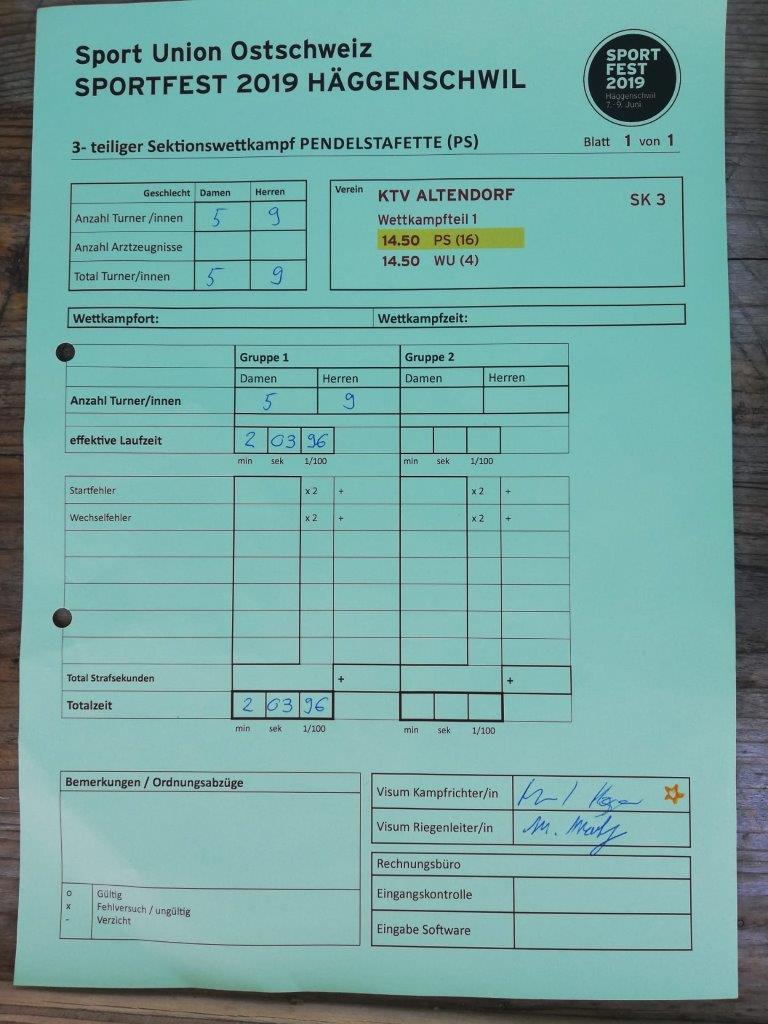 Sport Union Ostschweiz
SPORTFEST 2019 HÄGGENSCHWIL
SPORT
FEST
2019
Häggenschwil
7.-9. Juni
3- teiliger Sektionswettkampf PENDELSTAFETTE (PS)
Blatt 1 von 1
Geschlecht Damen Herren
Anzahl Turner /innen 5 9
Anzahl Arztzeugnisse
Total Turner/innen 5 9
Verein KTV ALTENDORF SK 3
Wettkampfteil 1
14.50 PS (16)
14.50 WU (4)
Wettkampfort: Wettkampfzeit:
Gruppe 1 Gruppe 2
Damen Herren Damen Herren
Anzahl Turner/innen 5 9
effektive Laufzeit 2 03 96
min sek 1/100 min sek 1/100
Startfehler x 2 + x 2 +
Wechselfehler x 2 + x 2 +
Total Strafsekunden + +
Totalzeit 2 03 96
min sek 1/100 min sek 1/100
Bemerkungen / Ordnungsabzüge
o Gültig
x Fehlversuch / ungültig
- Verzicht
Visum Kampfrichter/in
Visum Riegenleiter/in M.
Rechnungsbüro
Eingangskontrolle
Eingabe Software